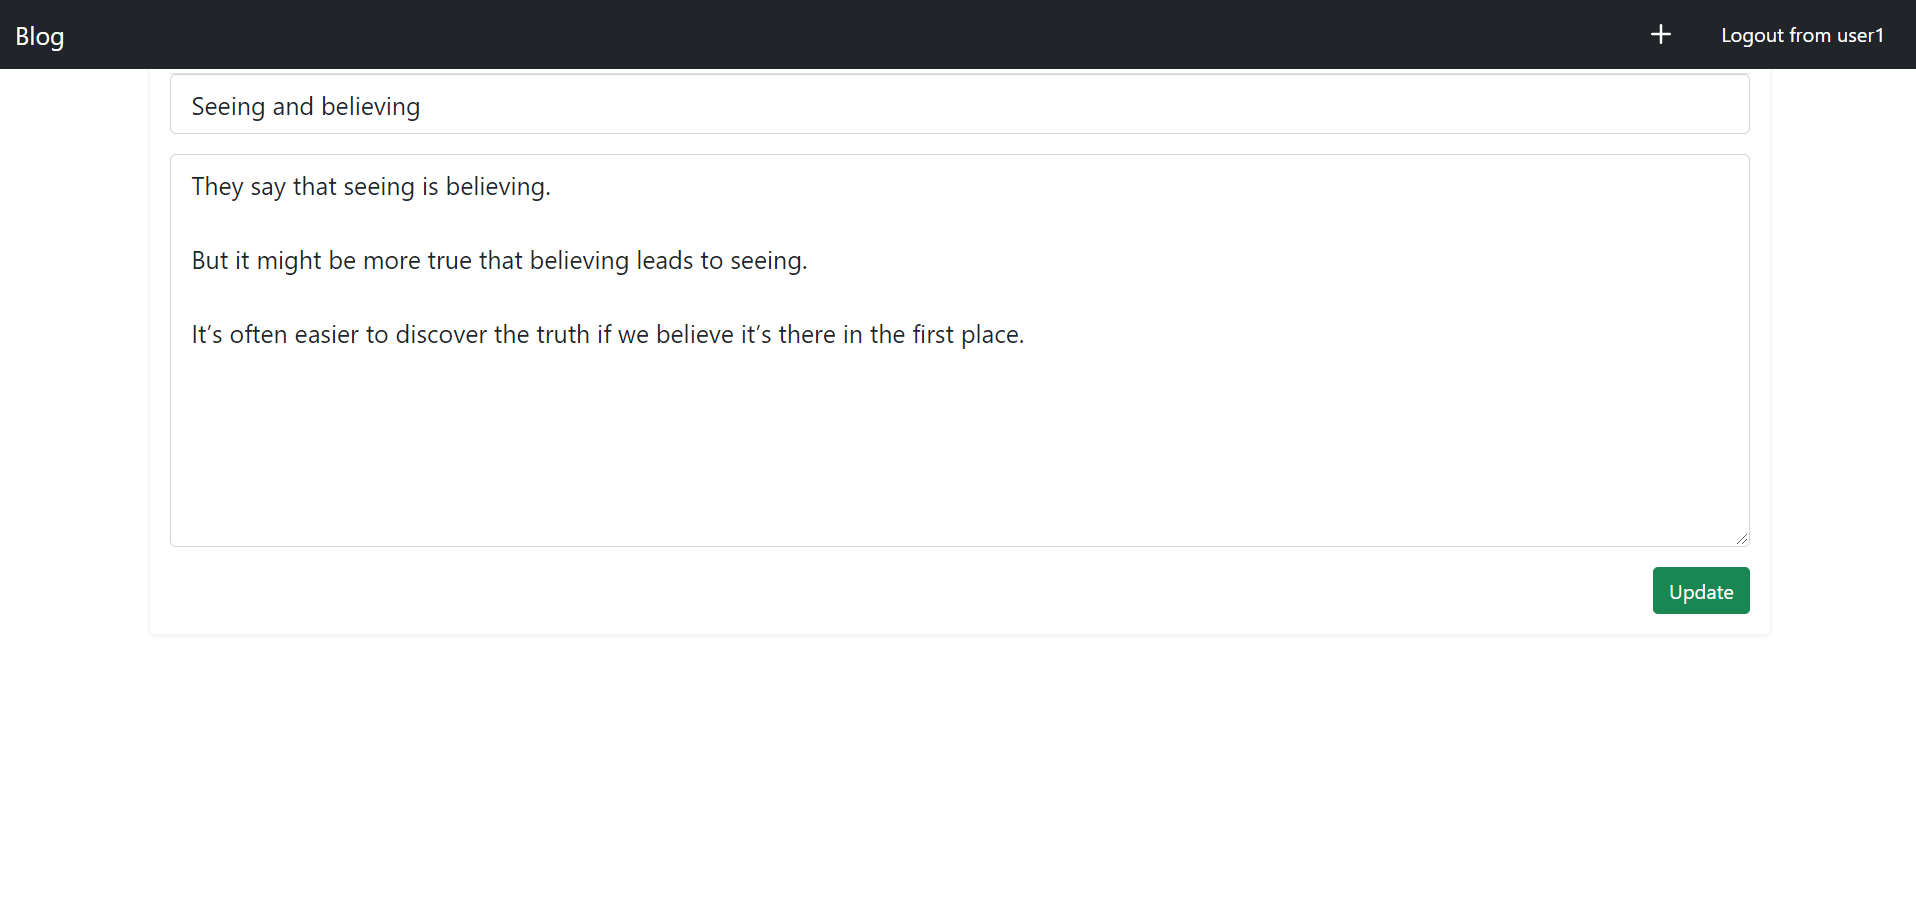 Blog
Logout from user1
Seeing and believing
They say that seeing is believing.
But it might be more true that believing leads to seeing.
It’s often easier to discover the truth if we believe it’s there in the first place.
Update